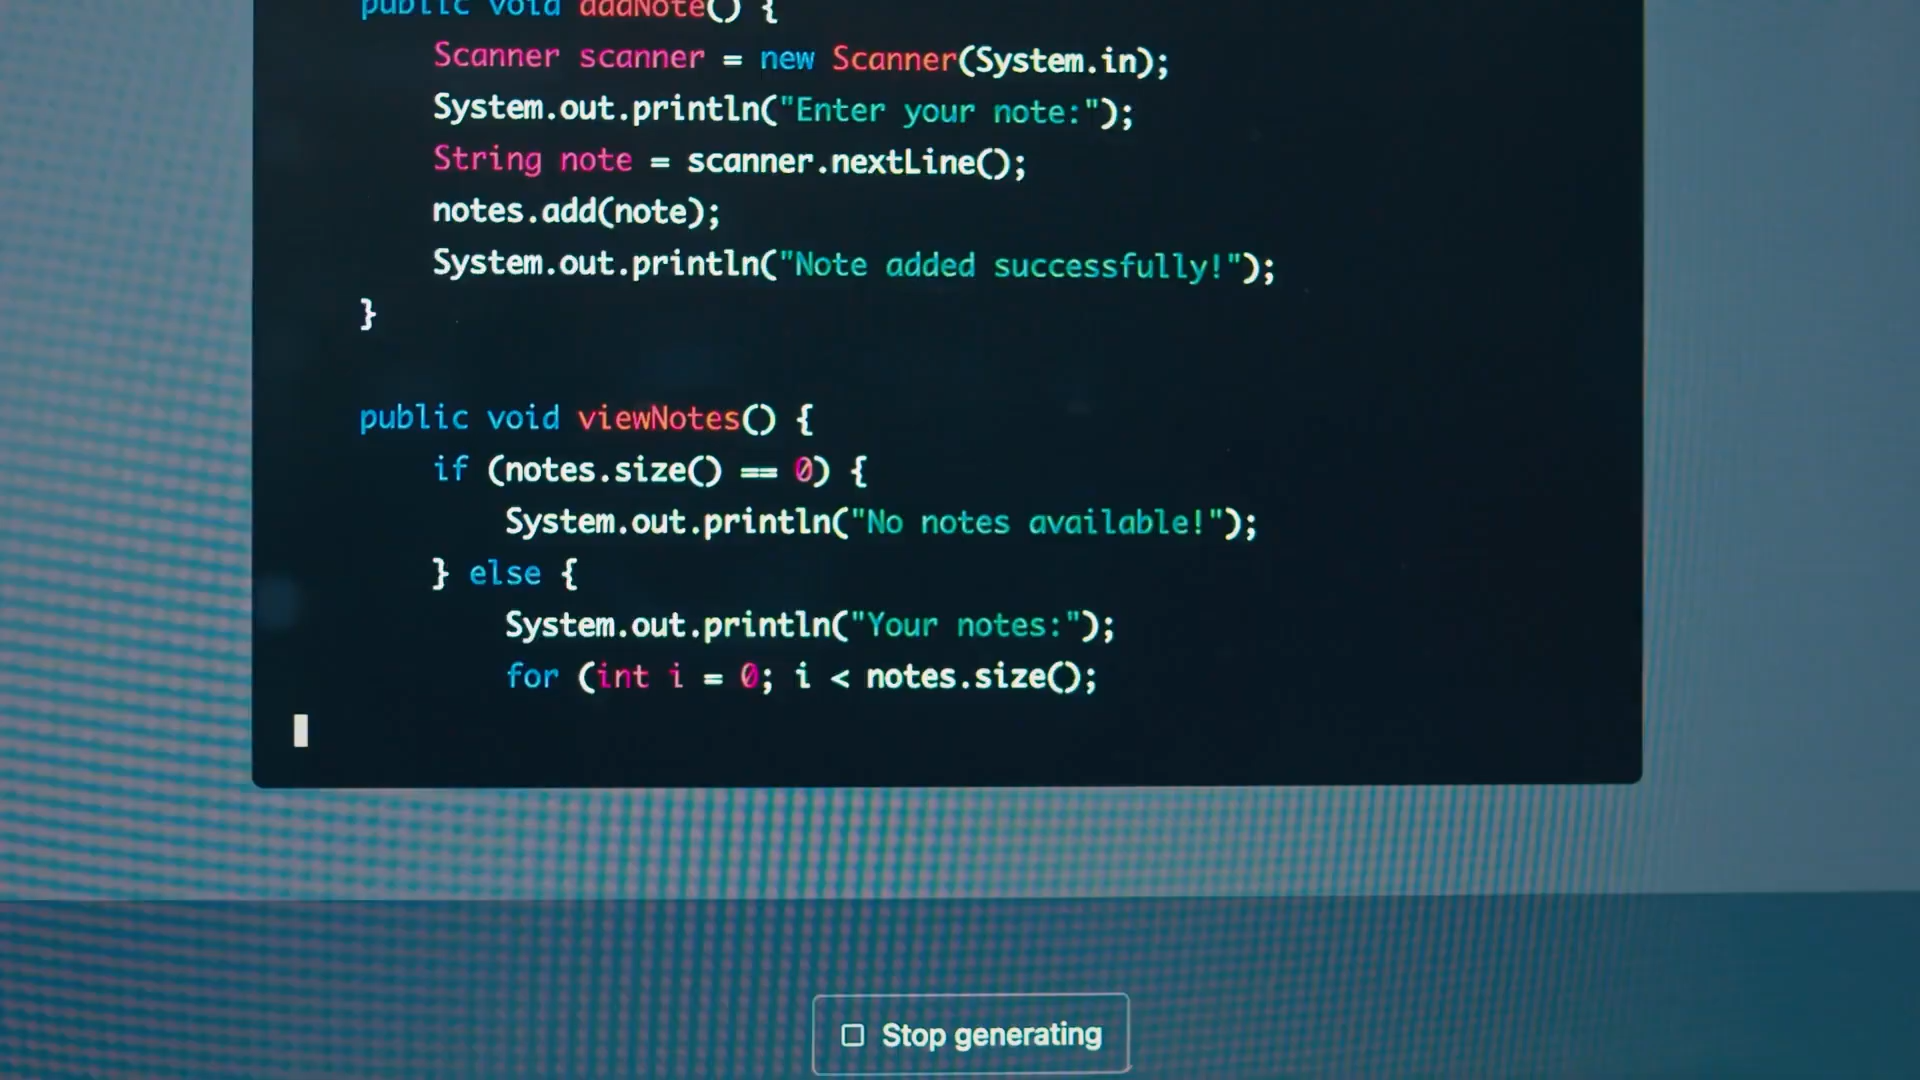 public void addNote() {
Scanner scanner = new Scanner(System.in);
System.out.println("Enter your note:");
String note = scanner.nextLine();
notes.add(note);
System.out.println("Note added successfully!");
}
public void viewNotes() {
if (notes.size() == 0) {
System.out.println("No notes available!");
} else {
System.out.println("Your notes:");
for (int i = 0; i < notes.size();
Stop generating